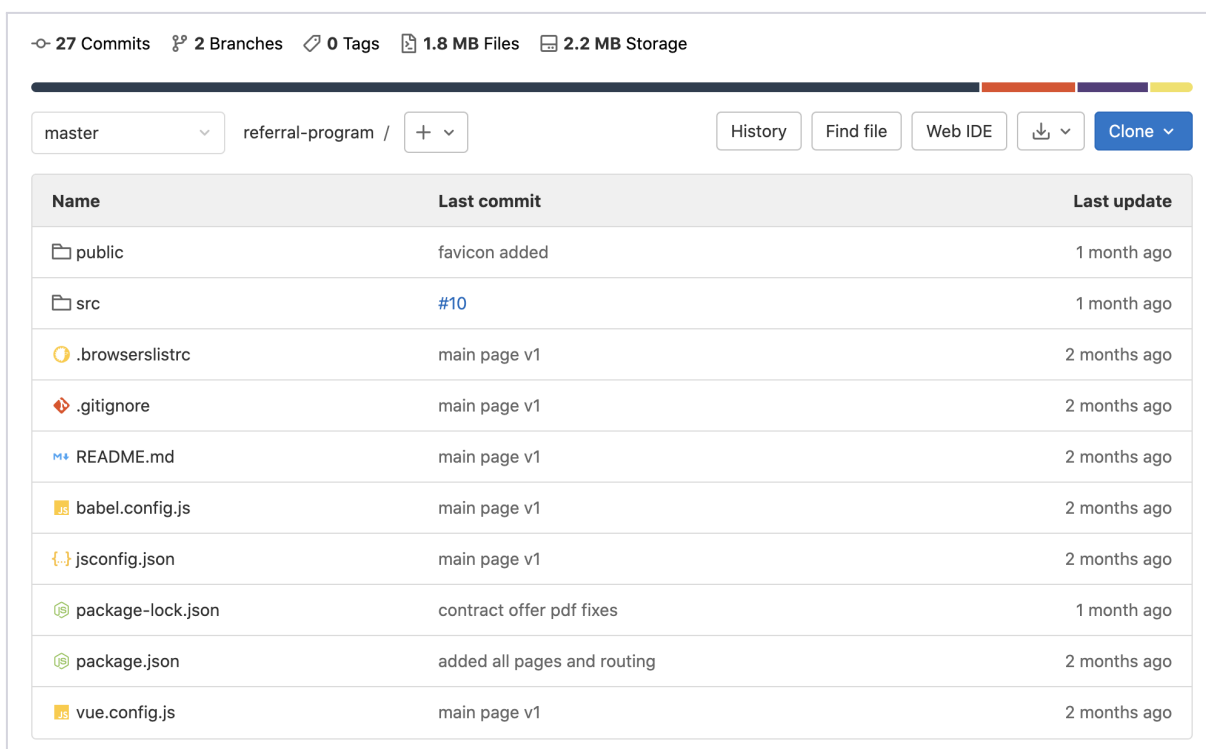 27 Commits 2 Branches 0 Tags 1.8 MB Files 2.2 MB Storage
master referral-program / + History Find file Web IDE Clone
Name Last commit Last update
public favicon added 1 month ago
src #10 1 month ago
.browserslistrc main page v1 2 months ago
.gitignore main page v1 2 months ago
M↓ README.md main page v1 2 months ago
JS babel.config.js main page v1 2 months ago
{..} jsconfig.json main page v1 2 months ago
JS package-lock.json contract offer pdf fixes 1 month ago
JS package.json added all pages and routing 2 months ago
JS vue.config.js main page v1 2 months ago